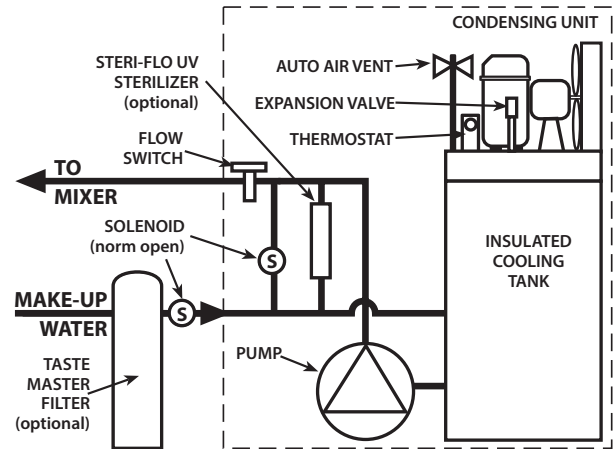 CONDENSING UNIT
STERI-FLO UV
STERILIZER
(optional)
AUTO AIR VENT
EXPANSION VALVE
THERMOSTAT
FLOW
SWITCH
TO
MIXER
SOLENOID
(norm open)
S
INSULATED
COOLING
TANK
MAKE-UP
WATER
S
PUMP
TASTE
MASTER
FILTER
(optional)